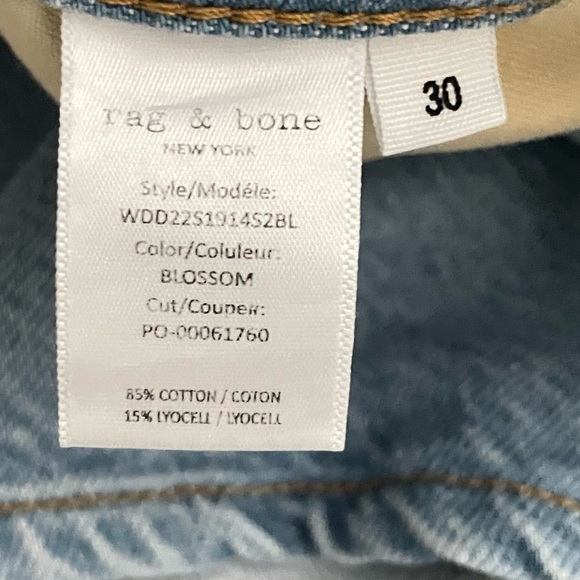 rag & bone
30
NEW YORK
Style/Modéle:
WDD22S1914S2BL
Color/Coluleur:
BLOSSOM
Cut/Couper:
PO-00061760
85% COTTON / COTON
15% LYOCELL / LYOCELL